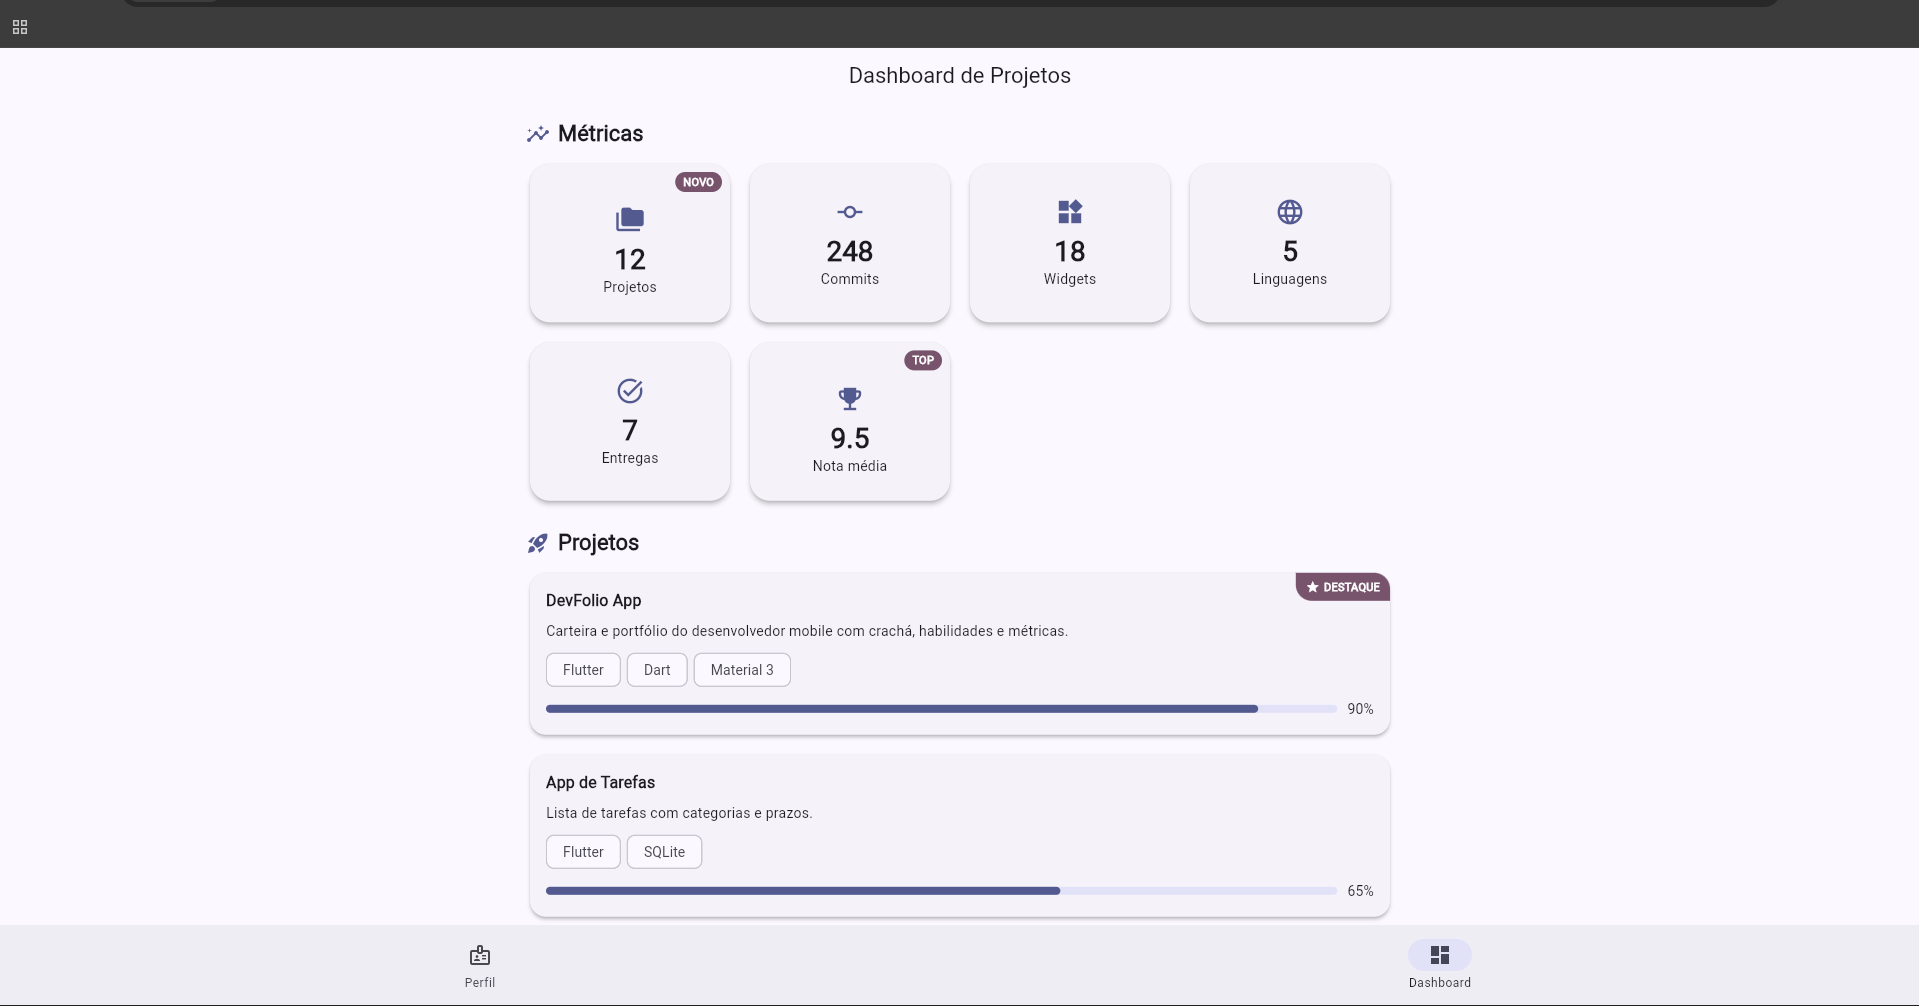 Dashboard de Projetos
Métricas
NOVO
12
Projetos
248
Commits
18
Widgets
5
Linguagens
7
Entregas
TOP
9.5
Nota média
Projetos
DESTAQUE
DevFolio App
Carteira e portfólio do desenvolvedor mobile com crachá, habilidades e métricas.
Flutter Dart Material 3
90%
App de Tarefas
Lista de tarefas com categorias e prazos.
Flutter SQLite
65%
Perfil Dashboard